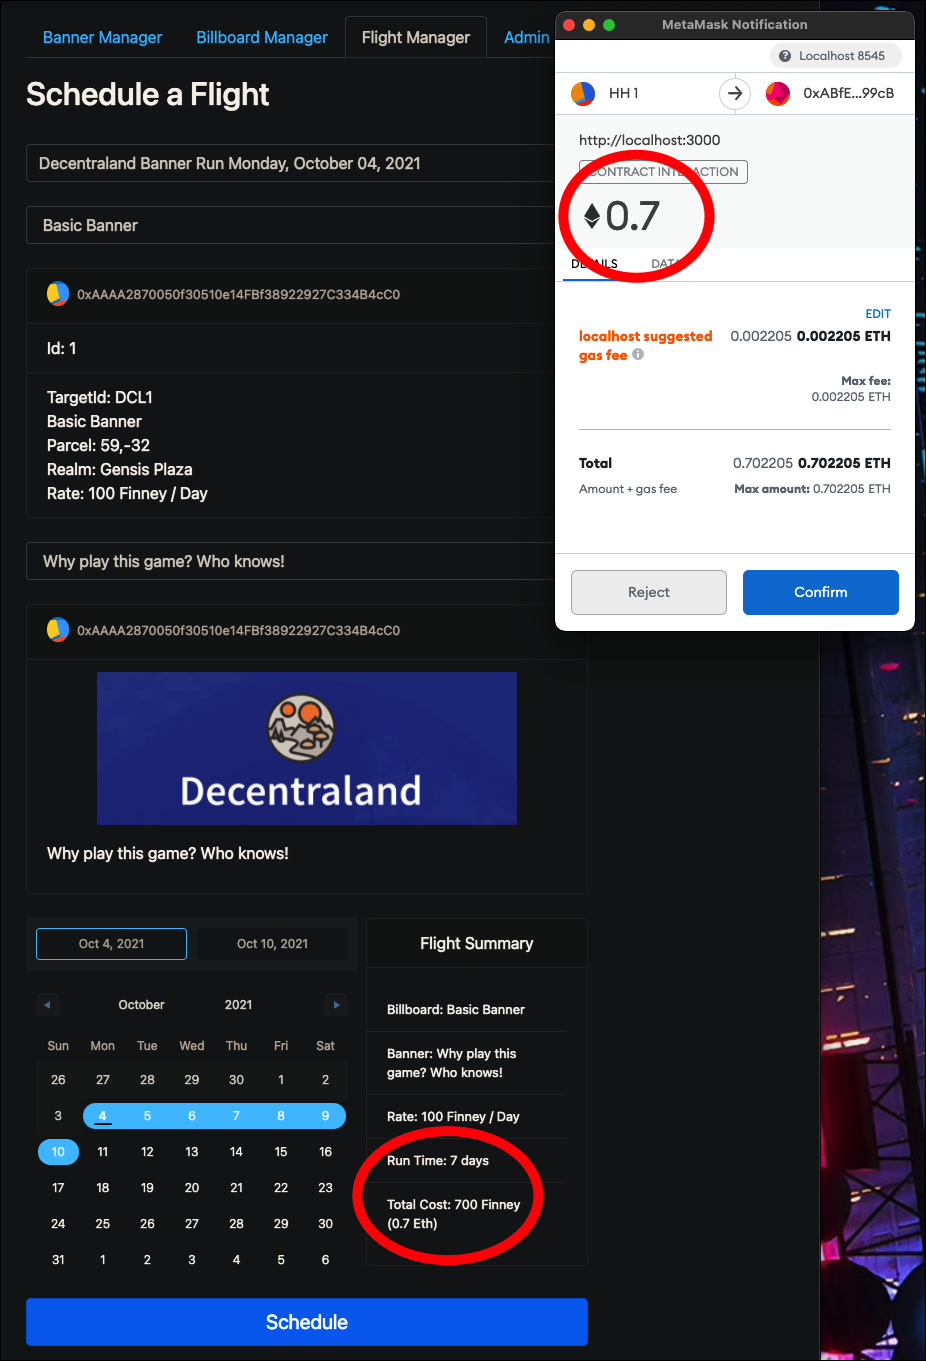 Banner Manager Billboard Manager Flight Manager Admin
Schedule a Flight
Decentraland Banner Run Monday, October 04, 2021
Basic Banner
0xAAAA2870050f30510e14FBf38922927C334B4cC0
Id: 1
TargetId: DCL1
Basic Banner
Parcel: 59,-32
Realm: Gensis Plaza
Rate: 100 Finney / Day
Why play this game? Who knows!
0xAAAA2870050f30510e14FBf38922927C334B4cC0
Decentraland
Why play this game? Who knows!
Oct 4, 2021 Oct 10, 2021
October 2021
Sun Mon Tue Wed Thu Fri Sat
26 27 28 29 30 1 2
3 4 5 6 7 8 9
10 11 12 13 14 15 16
17 18 19 20 21 22 23
24 25 26 27 28 29 30
31 1 2 3 4 5 6
Flight Summary
Billboard: Basic Banner
Banner: Why play this
game? Who knows!
Rate: 100 Finney / Day
Run Time: 7 days
Total Cost: 700 Finney
(0.7 Eth)
Schedule
MetaMask Notification
Localhost 8545
HH 1 0xABfE...99cB
http://localhost:3000
CONTRACT INTERACTION
0.7
DETAILS DATA
EDIT
localhost suggested 0.002205 0.002205 ETH
gas fee
Max fee:
0.002205 ETH
Total 0.702205 0.702205 ETH
Amount + gas fee Max amount: 0.702205 ETH
Reject Confirm